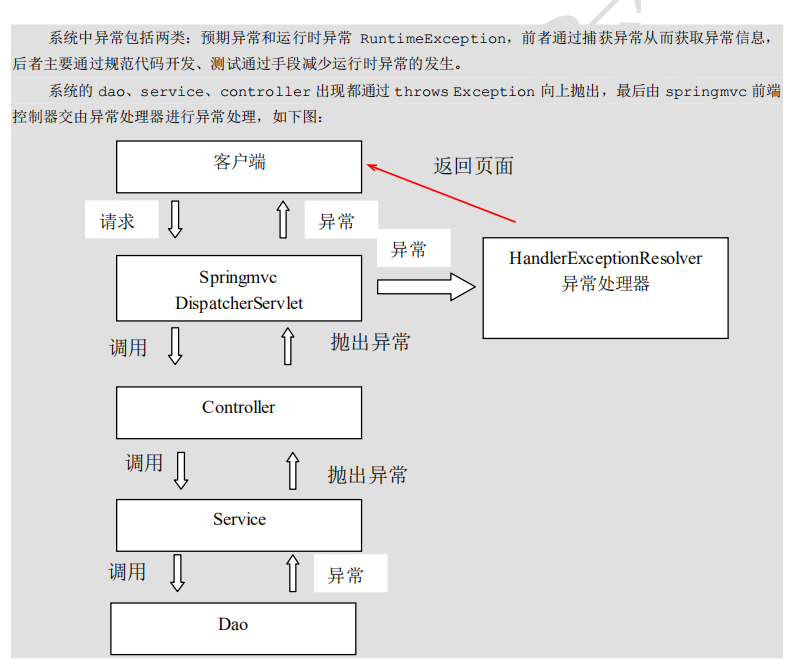 系统中异常包括两类：预期异常和运行时异常 RuntimeException，前者通过捕获异常从而获取异常信息，
后者主要通过规范代码开发、测试通过手段减少运行时异常的发生。
系统的 dao、service、controller 出现都通过 throws Exception 向上抛出，最后由 springmvc 前端
控制器交由异常处理器进行异常处理，如下图：
客户端
返回页面
请求
异常
异常
Springmvc
DispatcherServlet
HandlerExceptionResolver
异常处理器
调用
抛出异常
Controller
调用
抛出异常
Service
调用
异常
Dao